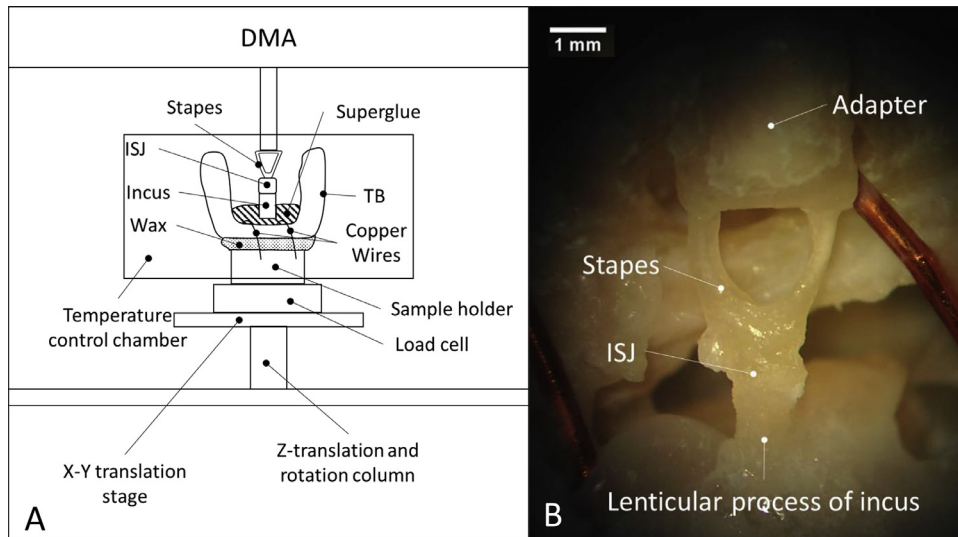 DMA
Stapes
Superglue
ISJ
Incus
TB
Wax
Copper
Wires
Sample holder
Temperature
control chamber
Load cell
X-Y translation
stage
Z-translation and
rotation column
A
1 mm
Adapter
Stapes
ISJ
Lenticular process of incus
B